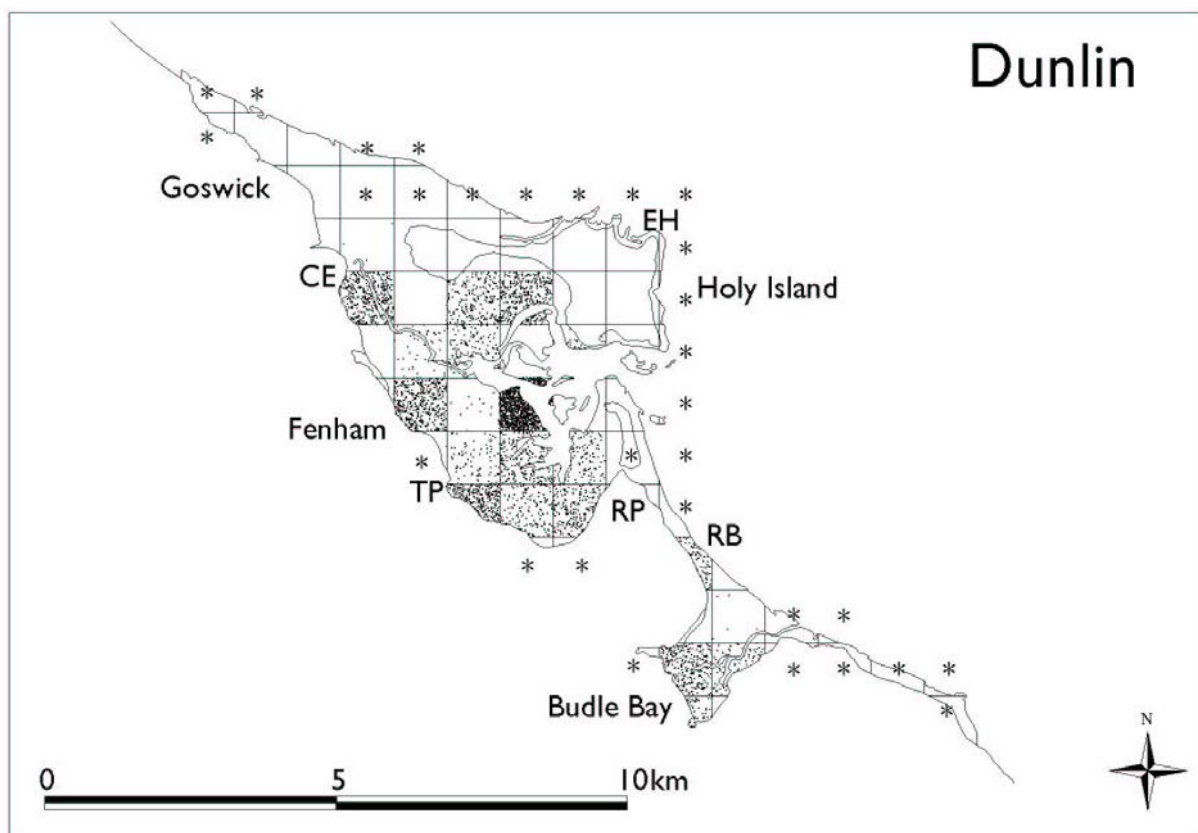 Dunlin
Goswick
EH
CE
Holy Island
Fenham
TP
RP
RB
Budle Bay
0 5 10km
N